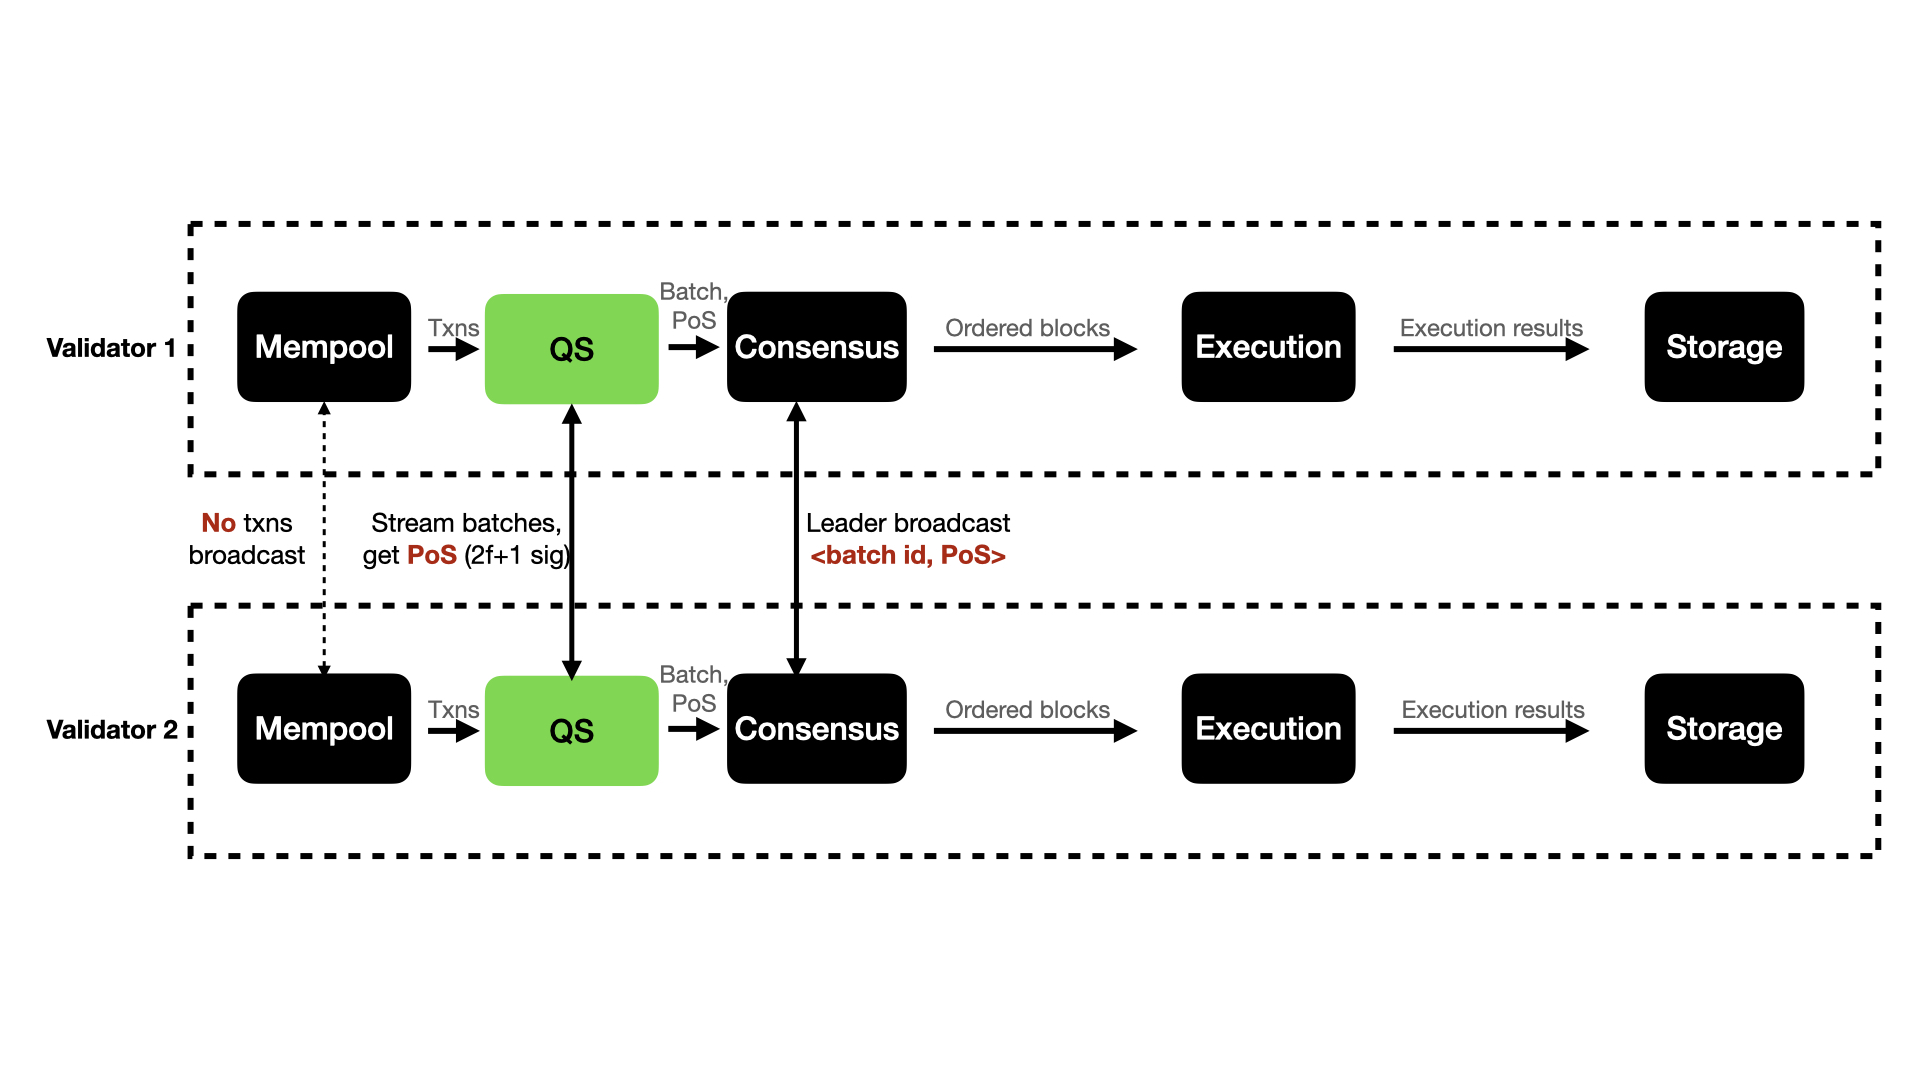 Batch,
PoS
Validator 1
Mempool
Txns
QS
Consensus
Ordered blocks
Execution
Execution results
Storage
No txns
broadcast
Stream batches,
get PoS (2f+1 sig)
Leader broadcast
<batch id, PoS>
Batch,
PoS
Validator 2
Mempool
Txns
QS
Consensus
Ordered blocks
Execution
Execution results
Storage